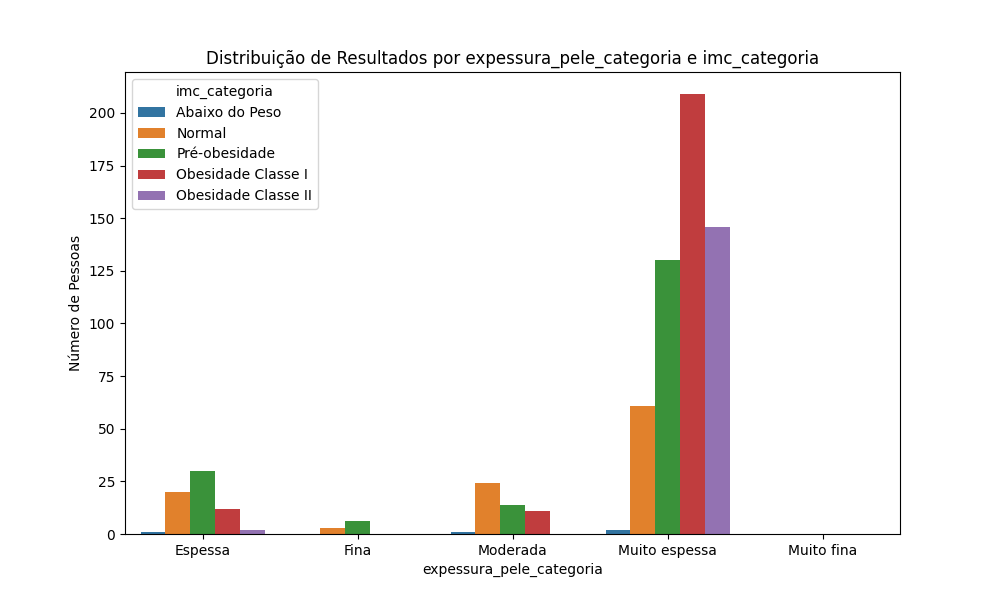 Distribuição de Resultados por expessura_pele_categoria e imc_categoria
imc_categoria
Abaixo do Peso
Normal
Pré-obesidade
Obesidade Classe I
Obesidade Classe II
Número de Pessoas
200
175
150
125
100
75
50
25
0
Espessa Fina Moderada Muito espessa Muito fina
expessura_pele_categoria